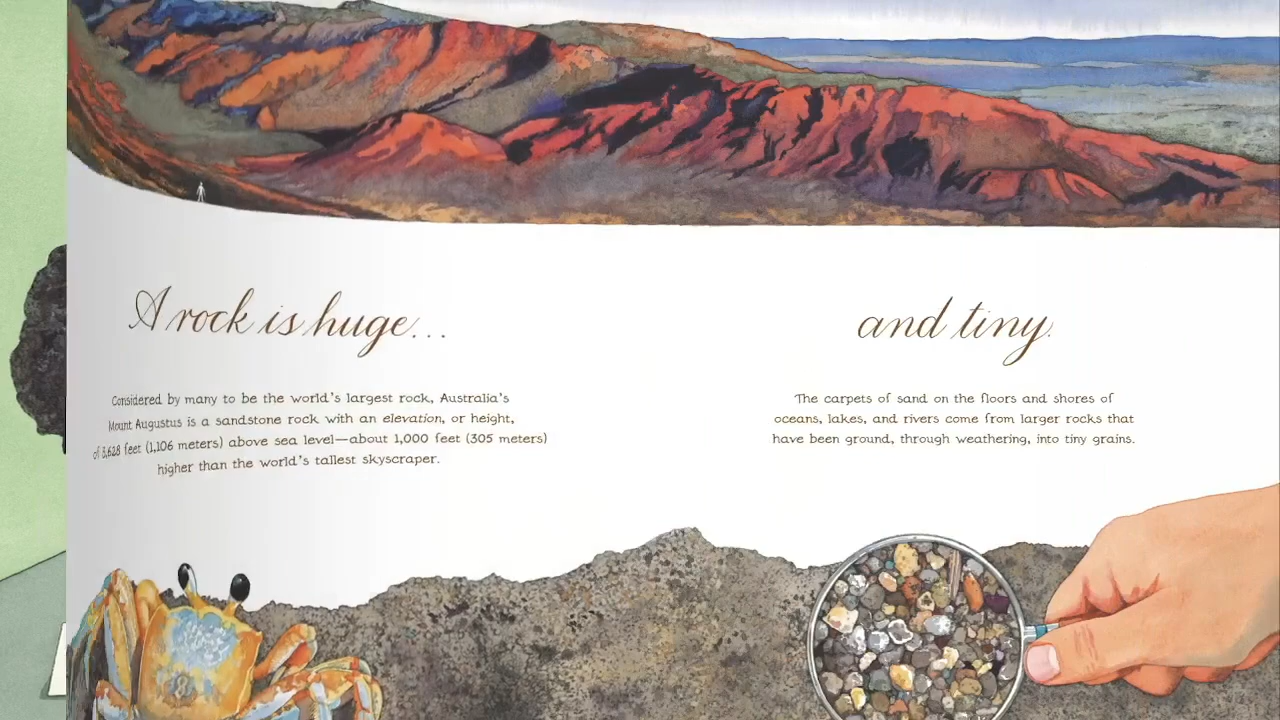 A rock is huge...
Considered by many to be the world's largest rock, Australia's
Mount Augustus is a sandstone rock with an elevation, or height,
of 3,628 feet (1,106 meters) above sea level—about 1,000 feet (305 meters)
higher than the world's tallest skyscraper.
and tiny.
The carpets of sand on the floors and shores of
oceans, lakes, and rivers come from larger rocks that
have been ground, through weathering, into tiny grains.